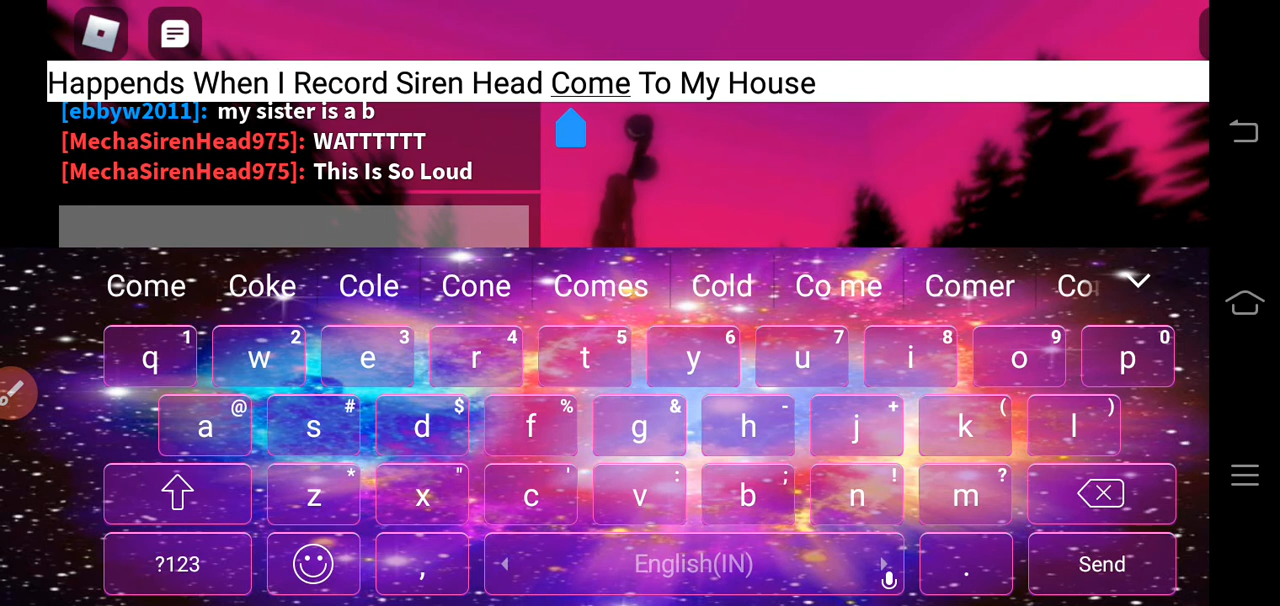 Happends When I Record Siren Head Come To My House
[ebbyw2011]: my sister is a b
[MechaSirenHead975]: WATTTTTT
[MechaSirenHead975]: This Is So Loud
Come Coke Cole Cone Comes Cold Co me Comer Co
1 2 3 4 5 6 7 8 9 0
q w e r t y u i o p
@ # $ % & - + ( )
a s d f g h j k l
* " ' : ; ! ?
z x c v b n m
?123 , English(IN) . Send